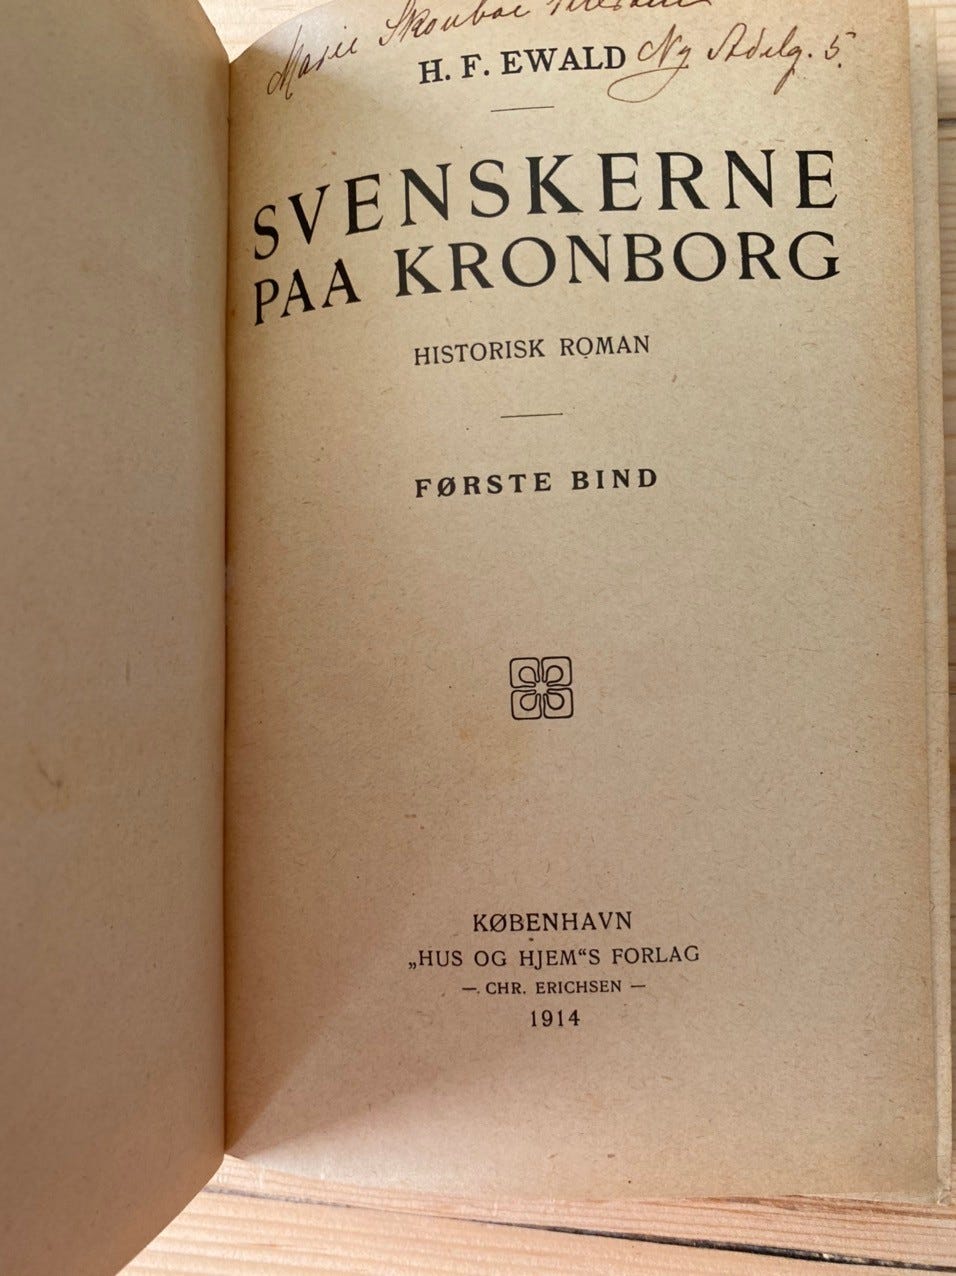 Marie Skonboe
H. F. EWALD Ny Adelg. 5.
SVENSKERNE
PAA KRONBORG
HISTORISK ROMAN
FØRSTE BIND
KØBENHAVN
„HUS OG HJEM“S FORLAG
—. CHR. ERICHSEN —
1914